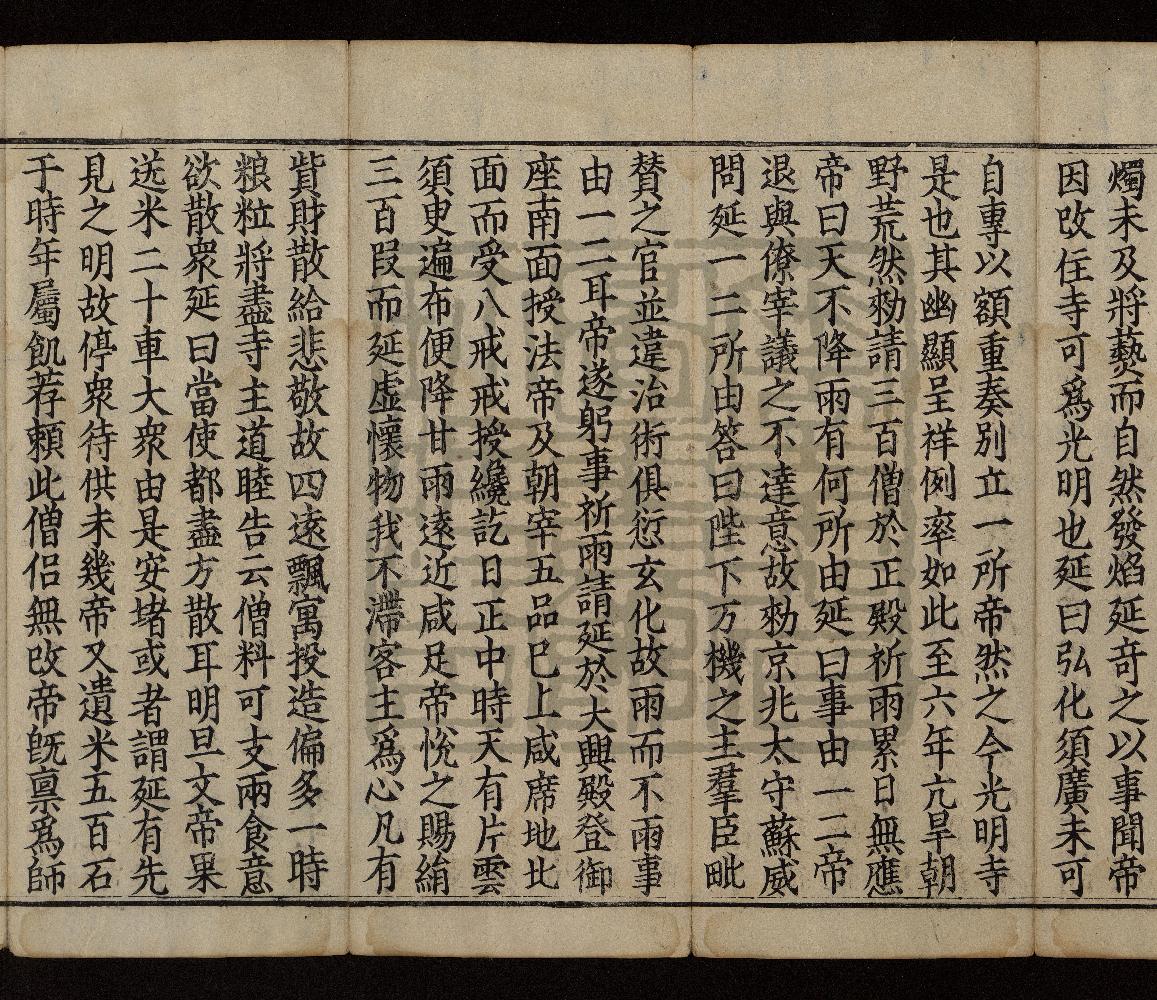 燭未及將爇而自然發焰延竒之以事聞帝
因改住寺可爲光明也延曰弘化須廣未可
自專以額重奏別立一所帝然之今光明寺
是也其幽顯呈祥例率如此至六年亢旱朝
野荒然勑請三百僧於正殿祈雨累日無應
帝曰天不降雨有何所由延曰事由一二帝
退與僚宰議之不達意故勑京兆太守蘇威
問延一二所由答曰陛下万機之主羣臣毗
賛之官並違治術俱愆玄化故雨而不雨事
由一二耳帝遂躬事祈雨請延於大興殿登御
座南面授法帝及朝宰五品巳上咸席地北
面而受八戒戒授纔訖日正中時天有片雲
須臾遍布便降甘雨遠近咸足帝悅之賜絹
三百叚而延虛懷物我不滯客主爲心凡有
貲財散給悲敬故四遠飄寓投造偏多一時
粮粒將盡寺主道睦告云僧料可支兩食意
欲散衆延曰當使都盡方散耳明旦文帝果
送米二十車大衆由是安堵或者謂延有先
見之明故停衆待供未幾帝又遺米五百石
于時年屬飢荐賴此僧侣無改帝旣禀爲師